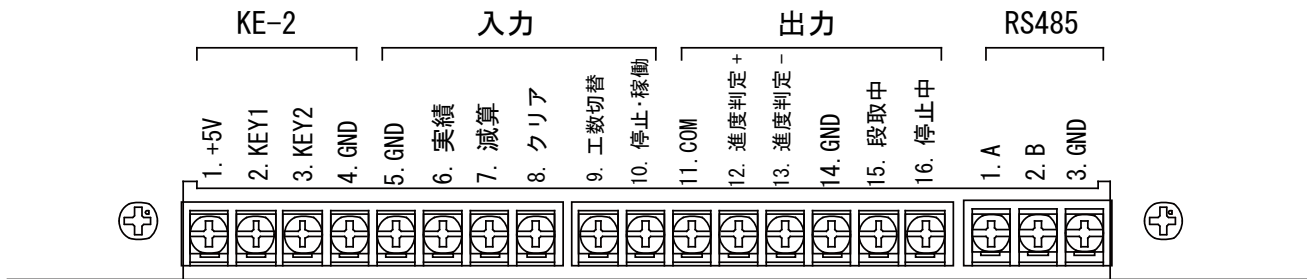 KE-2
入力
出力
RS485
1. +5V
2. KEY1
3. KEY2
4. GND
5. GND
6. 実績
7. 減算
8. クリア
9. 工数切替
10. 停止・稼働
11. COM
12. 進度判定+
13. 進度判定-
14. GND
15. 段取中
16. 停止中
1. A
2. B
3. GND